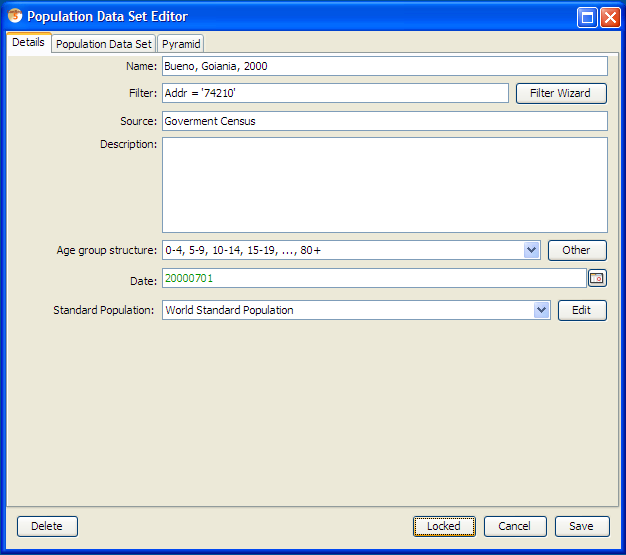 Population Data Set Editor
Details Population Data Set Pyramid
Name: Bueno, Goiania, 2000
Filter: Addr = '74210' Filter Wizard
Source: Goverment Census
Description:
Age group structure: 0-4, 5-9, 10-14, 15-19, ..., 80+ Other
Date: 20000701
Standard Population: World Standard Population Edit
Delete Locked Cancel Save